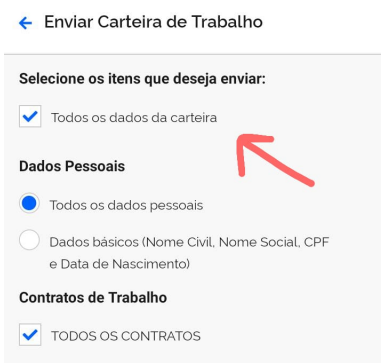 Enviar Carteira de Trabalho
Selecione os itens que deseja enviar:
Todos os dados da carteira
Dados Pessoais
Todos os dados pessoais
Dados básicos (Nome Civil, Nome Social, CPF
e Data de Nascimento)
Contratos de Trabalho
TODOS OS CONTRATOS